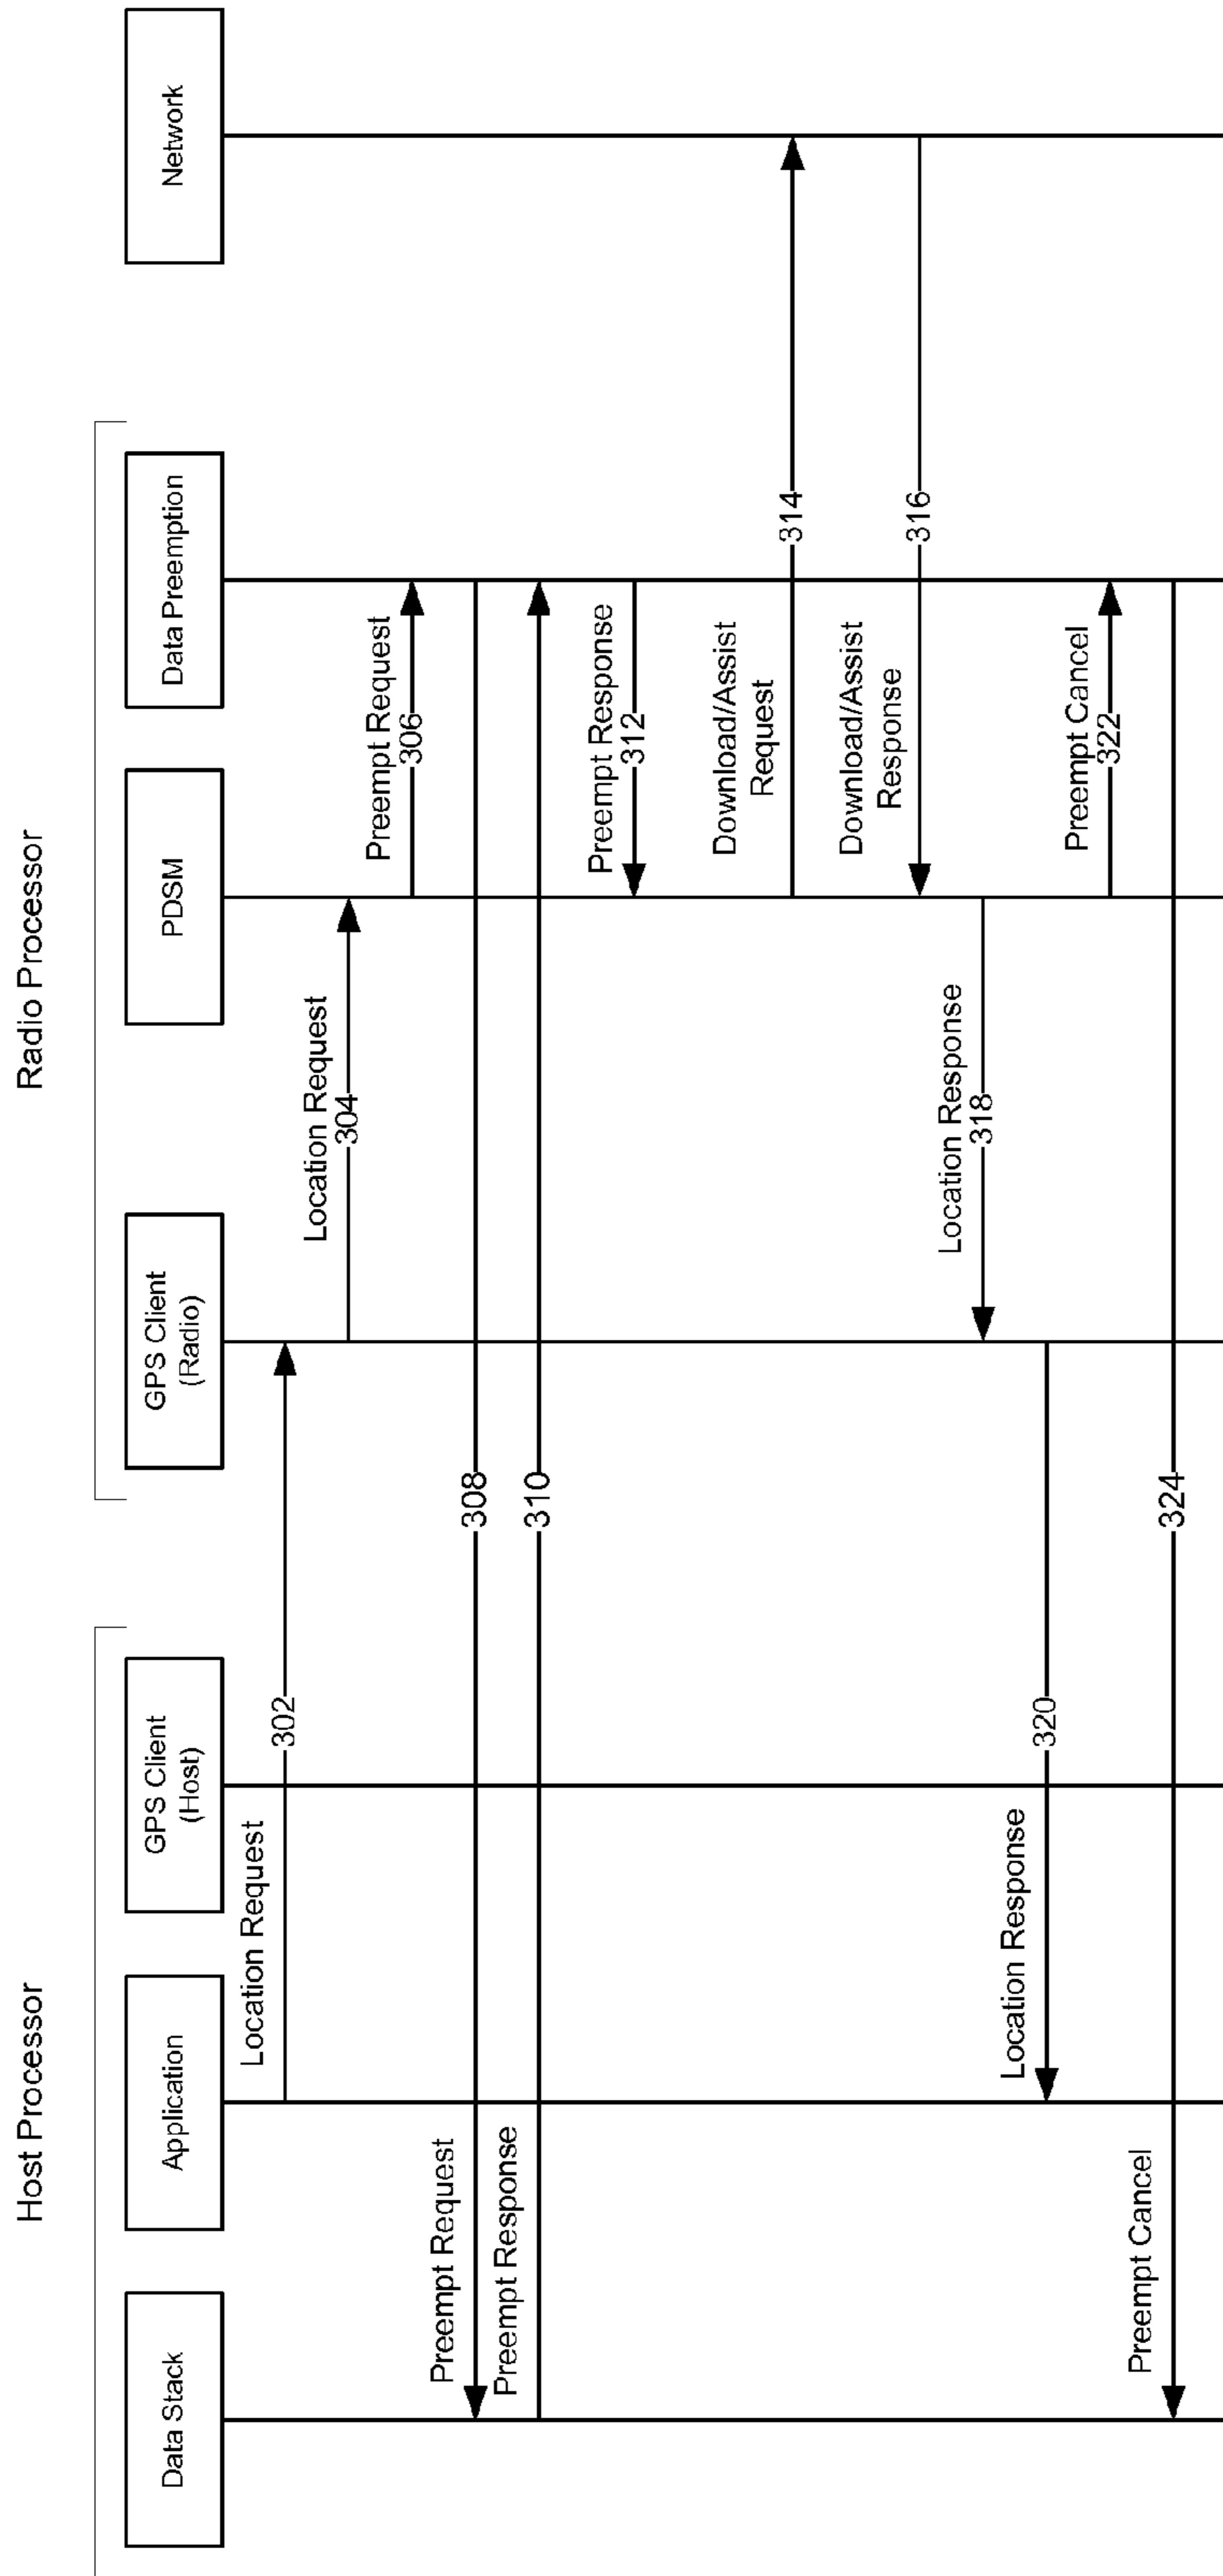 Host Processor
Radio Processor
Data Stack
Application
GPS Client
(Host)
GPS Client
(Radio)
PDSM
Data Preemption
Network
Location Request
302
Location Request
304
Preempt Request
306
Preempt Request
308
Preempt Response
310
Preempt Response
312
Download/Assist
Request
314
Download/Assist
Response
316
Location Response
318
Location Response
320
Preempt Cancel
322
Preempt Cancel
324